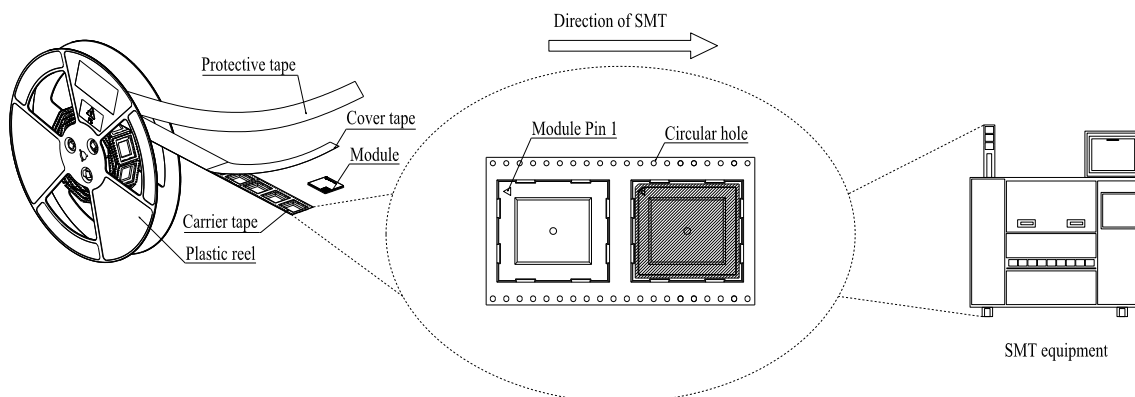 Direction of SMT
Protective tape
Cover tape
Module Pin 1
Circular hole
Module
Carrier tape
Plastic reel
SMT equipment